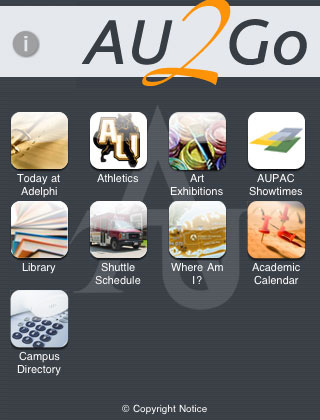 i
AU2Go
Today at
Adelphi
Athletics
Art
Exhibitions
AUPAC
Showtimes
AU
Library
Shuttle
Schedule
Where Am
I?
Academic
Calendar
Campus
Directory
© Copyright Notice